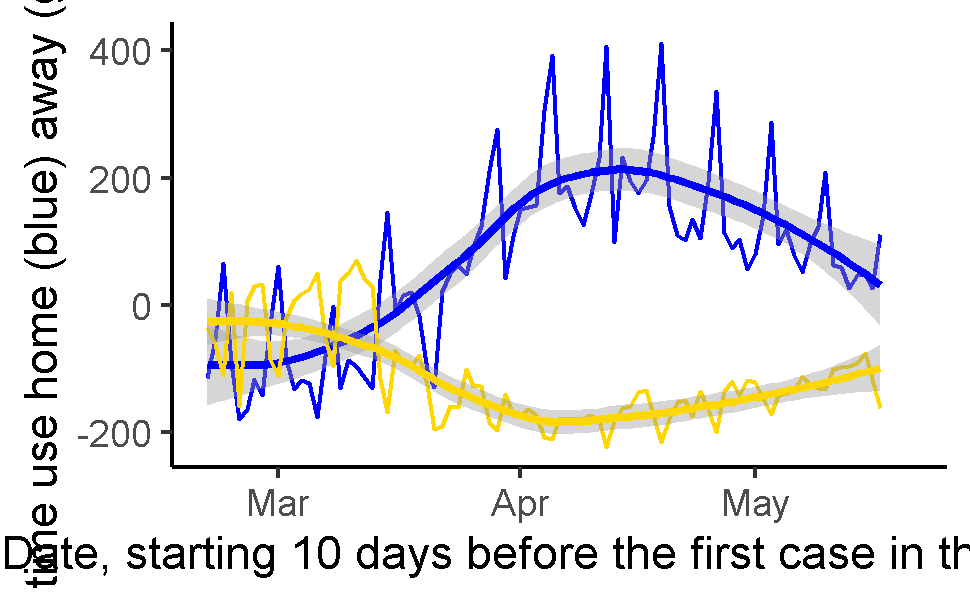 time use home (blue) away (
400
200
0
-200
Mar
Apr
May
Date, starting 10 days before the first case in th